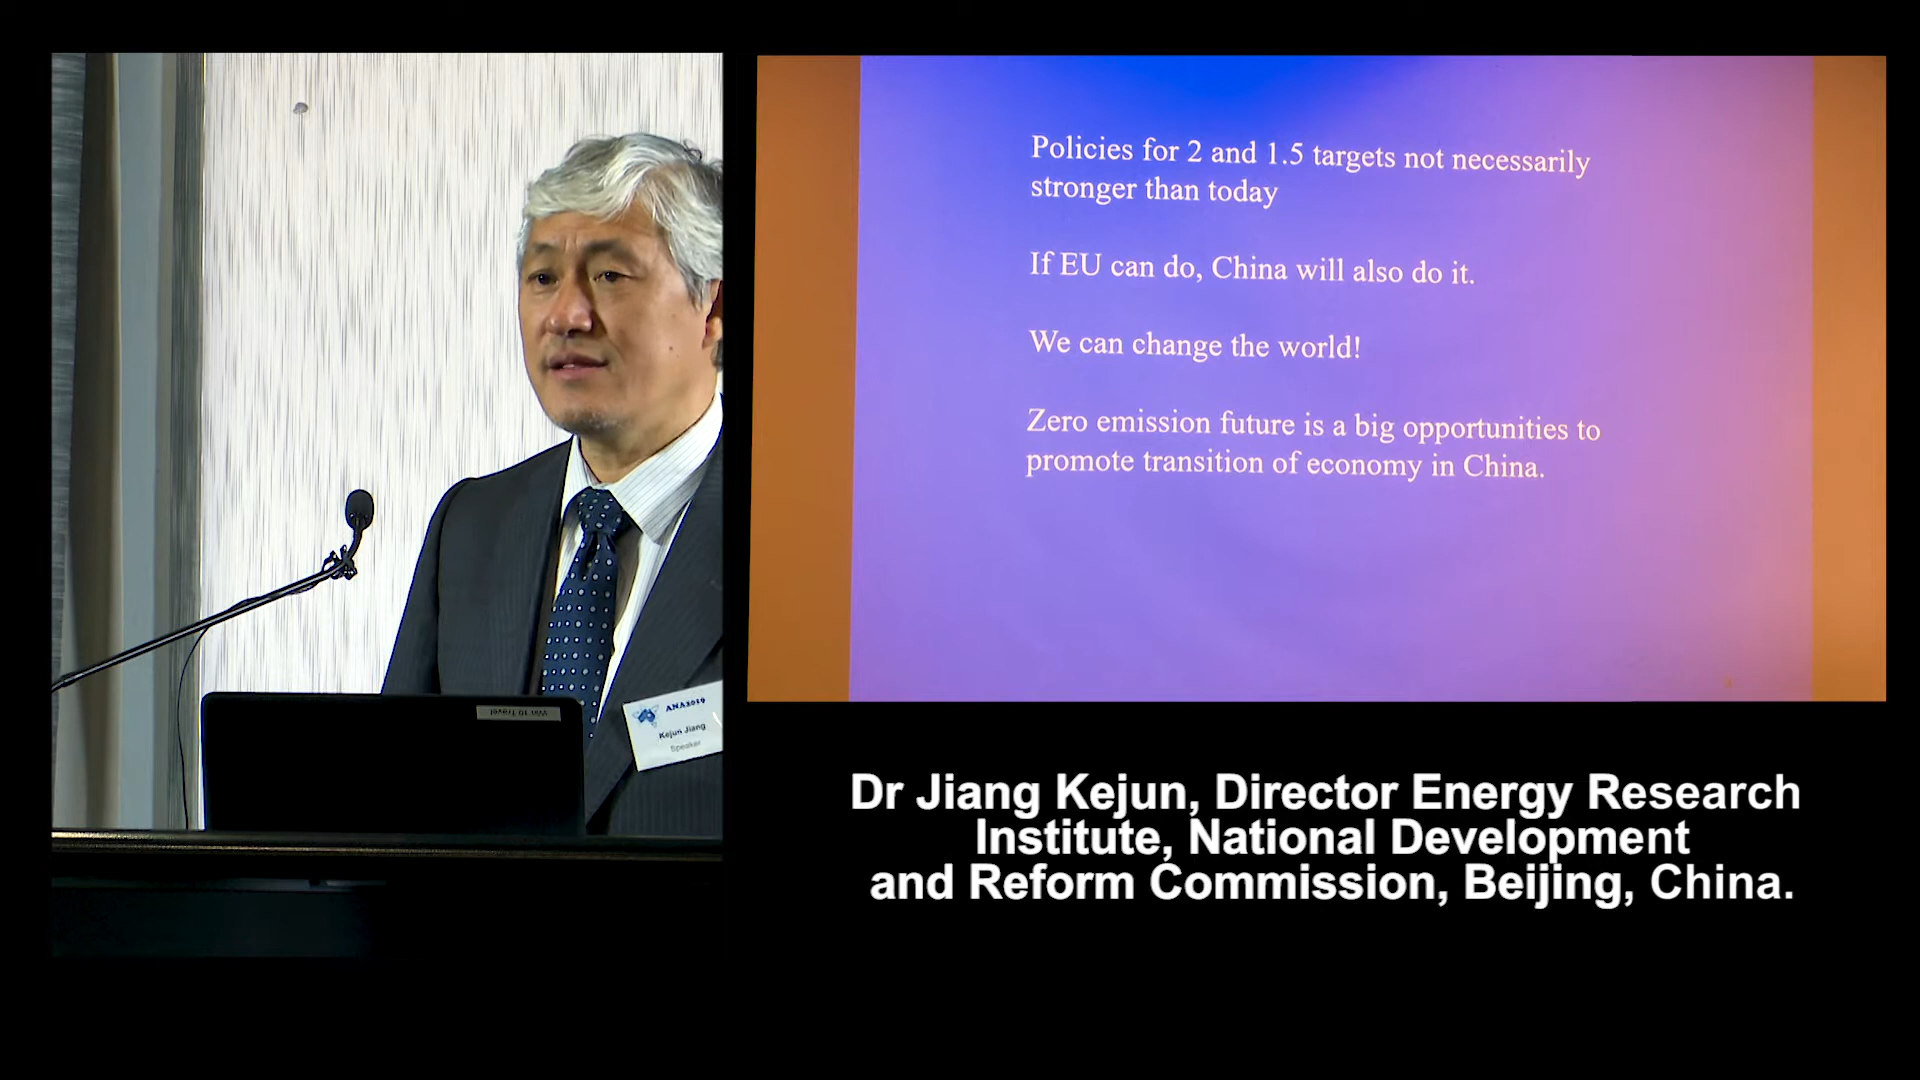 Policies for 2 and 1.5 targets not necessarily
stronger than today
If EU can do, China will also do it.
We can change the world!
Zero emission future is a big opportunities to
promote transition of economy in China.
Win 10 Travel
ANA2019
Kejun Jiang
Speaker
Dr Jiang Kejun, Director Energy Research
Institute, National Development
and Reform Commission, Beijing, China.